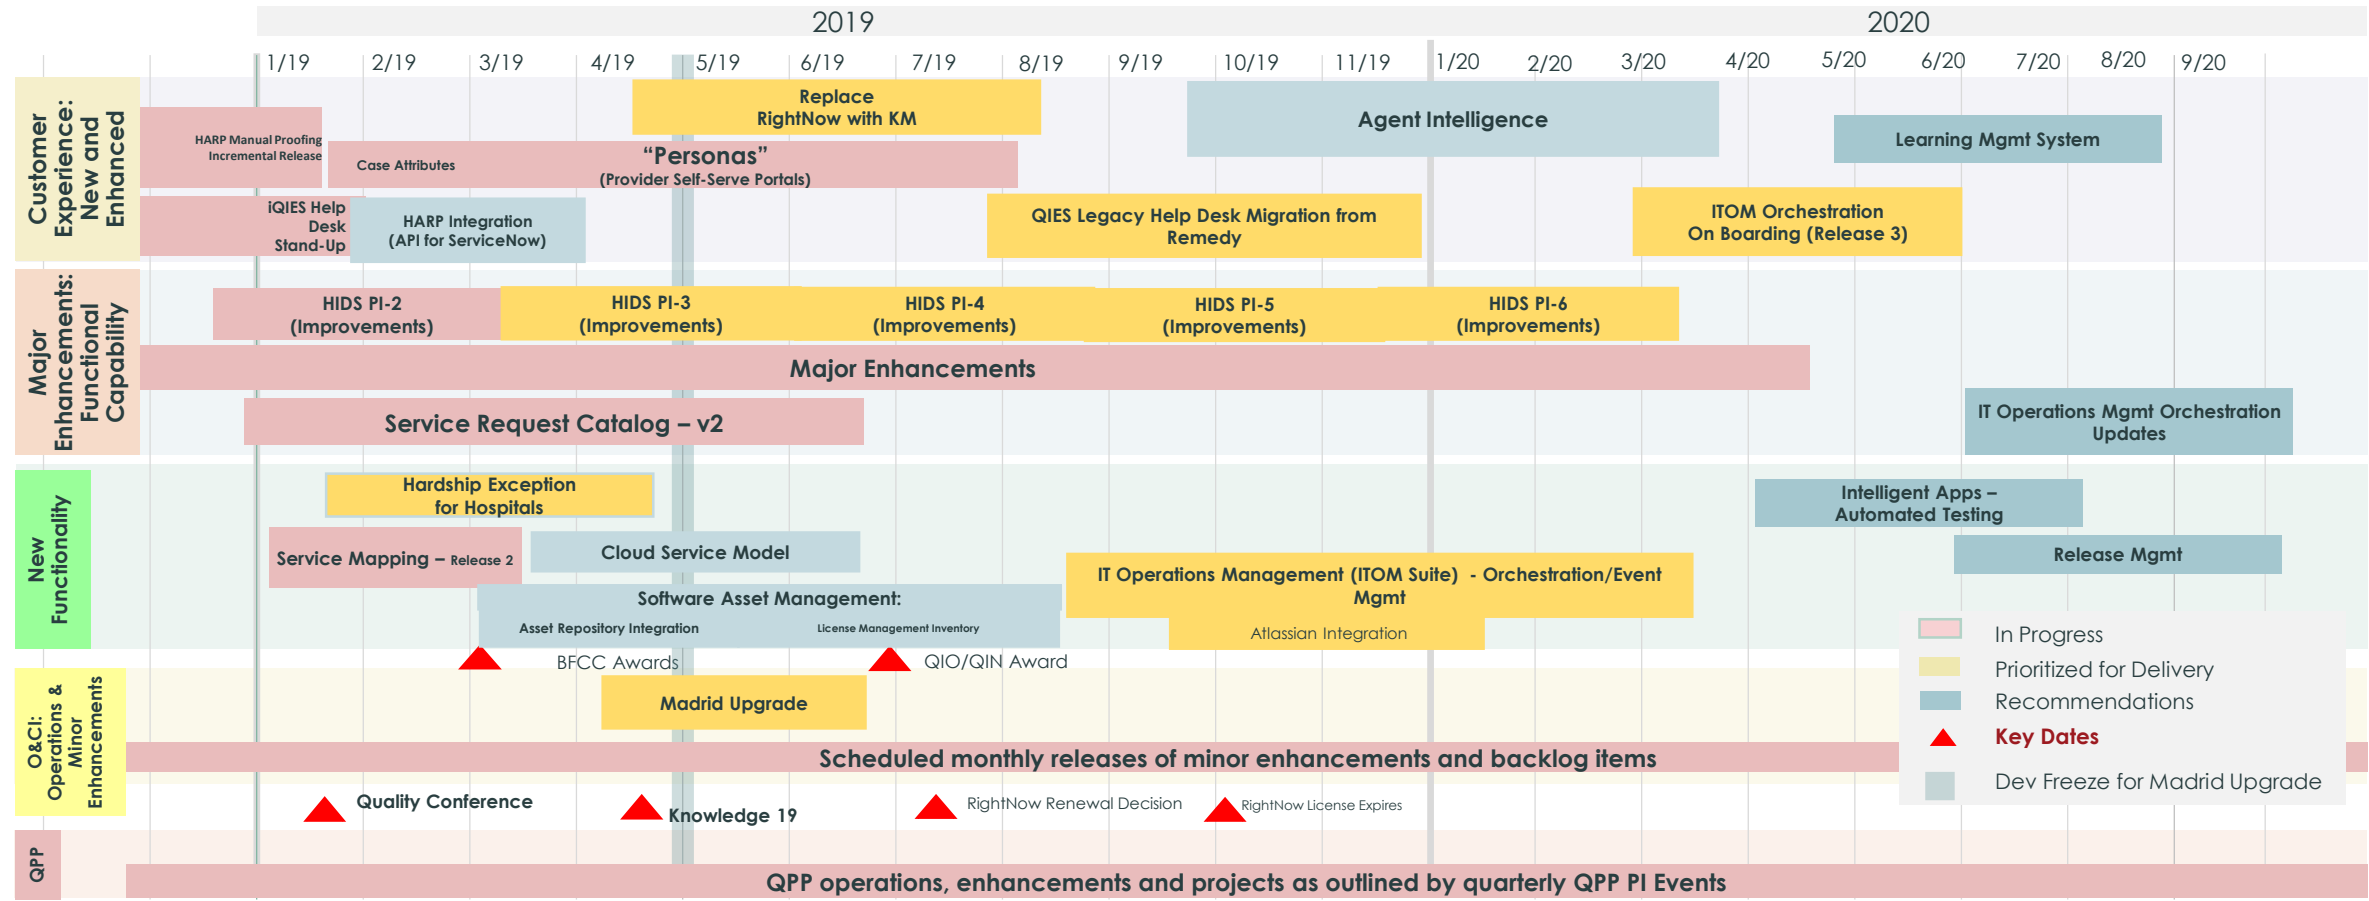 2019
2020
1/19
2/19
3/19
4/19
5/19
6/19
7/19
8/19
9/19
10/19
11/19
1/20
2/20
3/20
4/20
5/20
6/20
7/20
8/20
9/20
Customer
Experience:
New and
Enhanced
HARP Manual Proofing
Incremental Release
Replace
RightNow with KM
Case Attributes
“Personas”
(Provider Self-Serve Portals)
Agent Intelligence
Learning Mgmt System
iQIES Help
Desk
Stand-Up
HARP Integration
(API for ServiceNow)
QIES Legacy Help Desk Migration from
Remedy
ITOM Orchestration
On Boarding (Release 3)
Major
Enhancements:
Functional
Capability
HIDS PI-2
(Improvements)
HIDS PI-3
(Improvements)
HIDS PI-4
(Improvements)
HIDS PI-5
(Improvements)
HIDS PI-6
(Improvements)
Major Enhancements
Service Request Catalog – v2
IT Operations Mgmt Orchestration
Updates
New
Functionality
Hardship Exception
for Hospitals
Service Mapping – Release 2
Cloud Service Model
Software Asset Management:
Asset Repository Integration
License Management Inventory
IT Operations Management (ITOM Suite) - Orchestration/Event
Mgmt
Atlassian Integration
Intelligent Apps –
Automated Testing
Release Mgmt
BFCC Awards
QIO/QIN Award
O&CI:
Operations &
Minor
Enhancements
Madrid Upgrade
Scheduled monthly releases of minor enhancements and backlog items
Quality Conference
Knowledge 19
RightNow Renewal Decision
RightNow License Expires
In Progress
Prioritized for Delivery
Recommendations
Key Dates
Dev Freeze for Madrid Upgrade
QPP
QPP operations, enhancements and projects as outlined by quarterly QPP PI Events